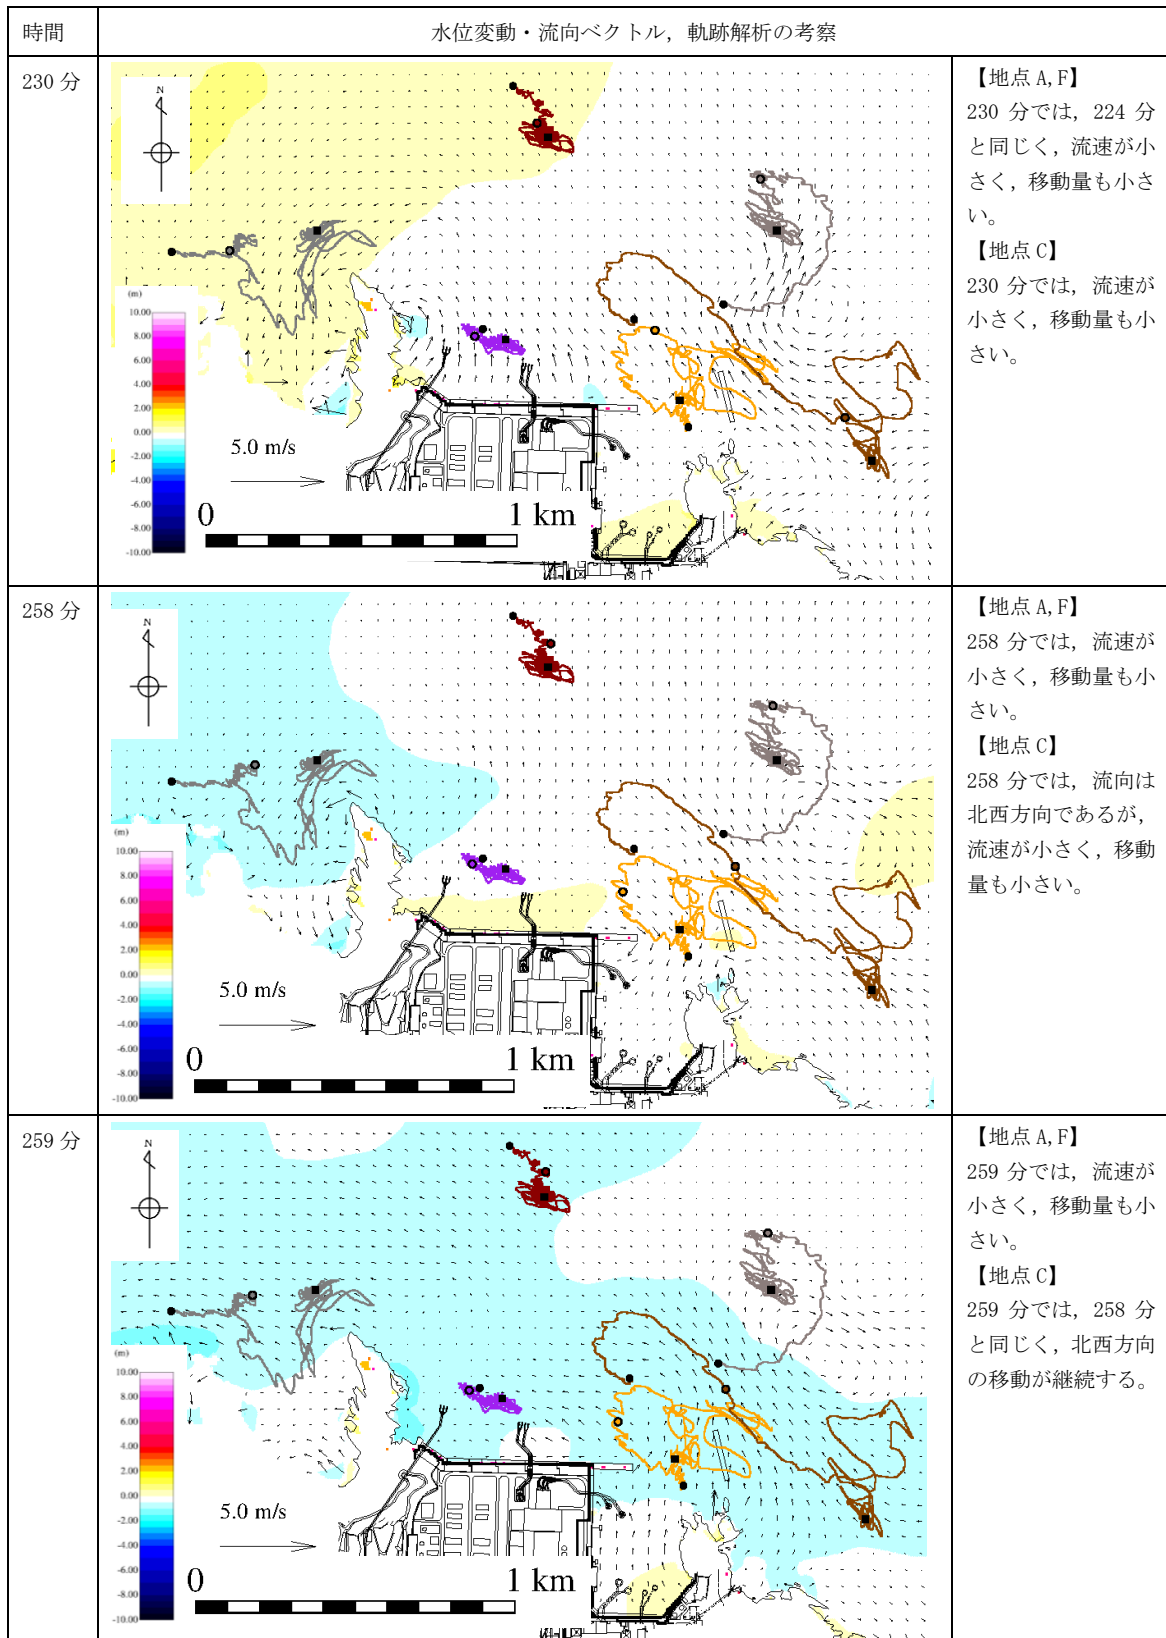 時間
水位変動・流向ベクトル，軌跡解析の考察
230 分
N
(m)
10.00
8.00
6.00
4.00
2.00
0.00
-2.00
-4.00
-6.00
-8.00
-10.00
5.0 m/s
0
1 km
【地点 A,F】
230 分では，224 分
と同じく，流速が小
さく，移動量も小さ
い。
【地点 C】
230 分では，流速が
小さく，移動量も小
さい。
258 分
N
(m)
10.00
8.00
6.00
4.00
2.00
0.00
-2.00
-4.00
-6.00
-8.00
-10.00
5.0 m/s
0
1 km
【地点 A,F】
258 分では，流速が
小さく，移動量も小
さい。
【地点 C】
258 分では，流向は
北西方向であるが，
流速が小さく，移動
量も小さい。
259 分
N
(m)
10.00
8.00
6.00
4.00
2.00
0.00
-2.00
-4.00
-6.00
-8.00
-10.00
5.0 m/s
0
1 km
【地点 A,F】
259 分では，流速が
小さく，移動量も小
さい。
【地点 C】
259 分では，258 分
と同じく，北西方向
の移動が継続する。